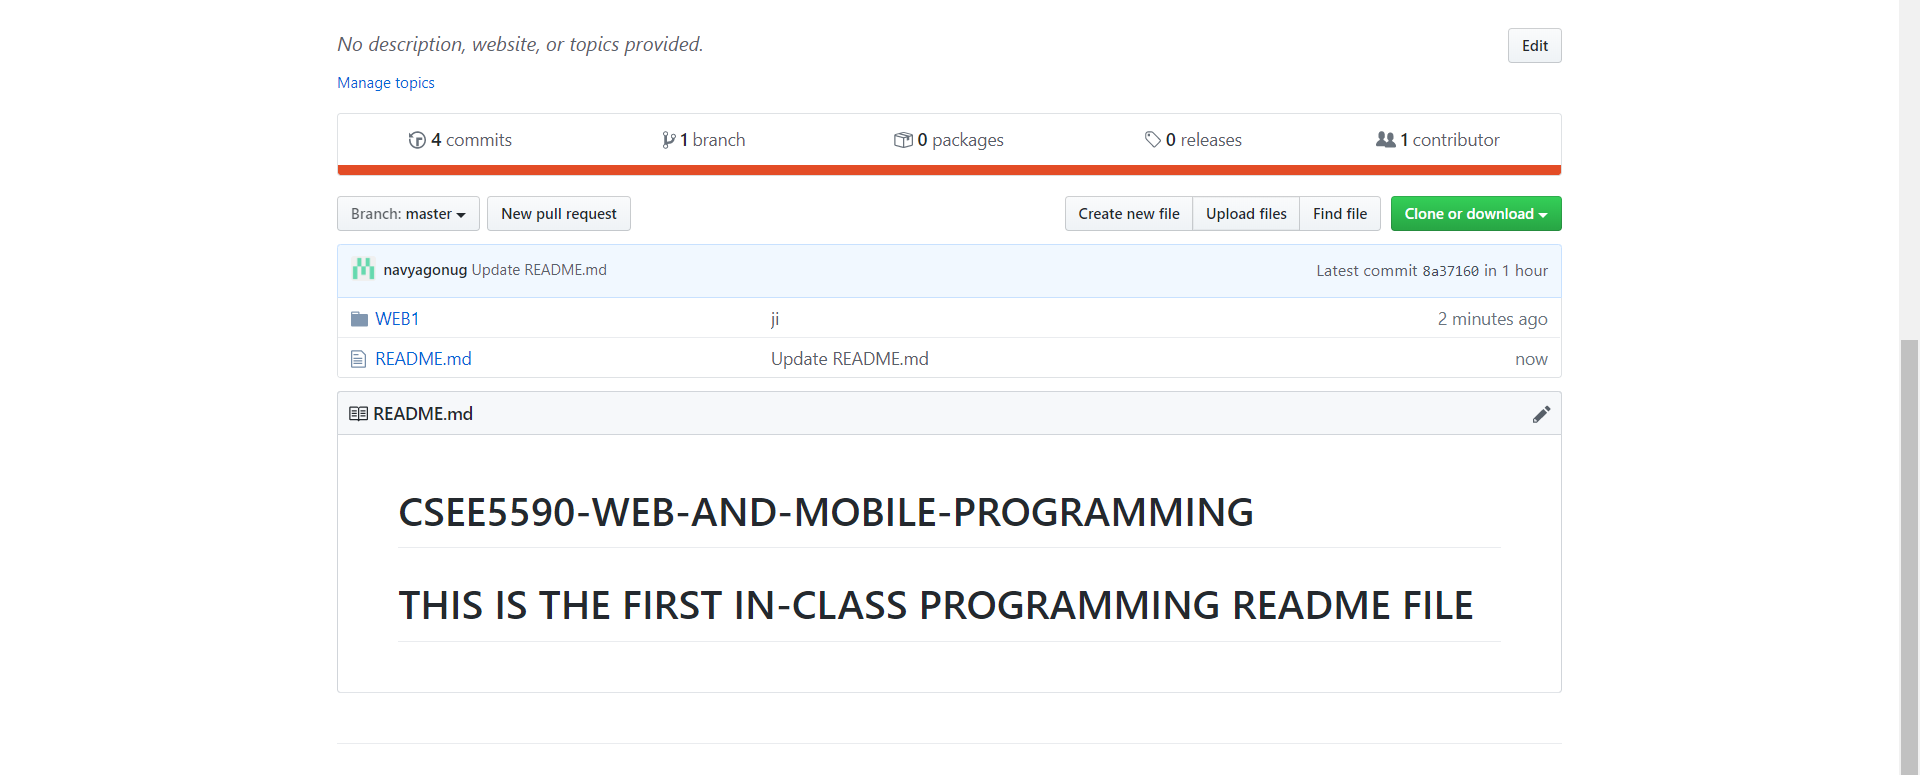 No description, website, or topics provided.
Edit
Manage topics
4 commits 1 branch 0 packages 0 releases 1 contributor
Branch: master New pull request Create new file Upload files Find file Clone or download
navyagonug Update README.md Latest commit 8a37160 in 1 hour
WEB1 ji 2 minutes ago
README.md Update README.md now
README.md
CSEE5590-WEB-AND-MOBILE-PROGRAMMING
THIS IS THE FIRST IN-CLASS PROGRAMMING README FILE